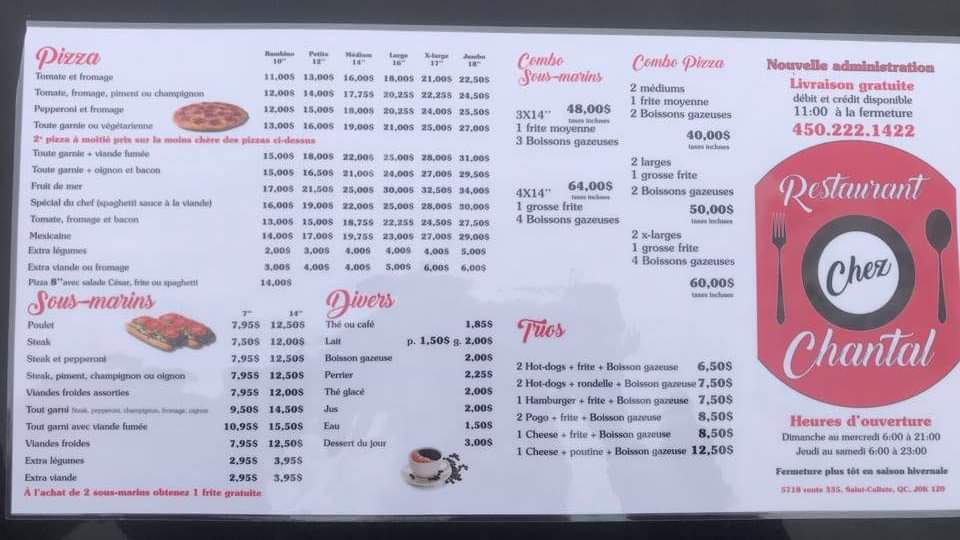 Pizza
Bambino 10" Petite 12" Médium 14" Large 16" X-large 17" Jumbo 18"
Tomate et fromage 11,00$ 13,00$ 16,00$ 18,00$ 21,00$ 22,50$
Tomate, fromage, piment ou champignon 12,00$ 14,00$ 17,75$ 20,25$ 22,25$ 24,50$
Pepperoni et fromage 12,00$ 15,00$ 18,00$ 20,25$ 24,00$ 25,50$
Toute garnie ou végétarienne 13,00$ 16,00$ 19,00$ 21,00$ 25,00$ 27,00$
2e pizza à moitié prix sur la moins chère des pizzas ci-dessus
Toute garnie + viande fumée 15,00$ 18,00$ 22,00$ 25,00$ 28,00$ 31,00$
Toute garnie + oignon et bacon 15,00$ 16,50$ 21,00$ 24,00$ 27,00$ 29,50$
Fruit de mer 17,00$ 21,50$ 25,00$ 30,00$ 32,50$ 34,00$
Spécial du chef (spaghetti sauce à la viande) 16,00$ 19,00$ 22,00$ 25,00$ 28,00$ 30,00$
Tomate, fromage et bacon 13,00$ 15,00$ 18,75$ 22,25$ 24,50$ 27,50$
Mexicaine 14,00$ 17,00$ 19,75$ 23,00$ 27,00$ 29,00$
Extra légumes 2,00$ 3,00$ 4,00$ 4,00$ 4,00$ 5,00$
Extra viande ou fromage 3,00$ 4,00$ 4,00$ 5,00$ 6,00$ 6,00$
Pizza 8" avec salade César, frite ou spaghetti 14,00$
Sous-marins
7" 14"
Poulet 7,95$ 12,50$
Steak 7,50$ 12,00$
Steak et pepperoni 7,95$ 12,50$
Steak, piment, champignon ou oignon 7,95$ 12,50$
Viandes froides assorties 7,95$ 12,00$
Tout garni Steak, pepperoni, champignon, fromage, oignon 9,50$ 14,50$
Tout garni avec viande fumée 10,95$ 15,50$
Viandes froides 7,95$ 12,50$
Extra légumes 2,95$ 3,95$
Extra viande 2,95$ 3,95$
À l'achat de 2 sous-marins obtenez 1 frite gratuite
Divers
Thé ou café 1,85$
Lait p. 1,50$ g. 2,00$
Boisson gazeuse 2,00$
Perrier 2,25$
Thé glacé 2,00$
Jus 2,00$
Eau 1,50$
Dessert du jour 3,00$
Combo
Sous-marins
48,00$
3X14" taxes incluses
1 frite moyenne
3 Boissons gazeuses
64,00$
4X14" taxes incluses
1 grosse frite
4 Boissons gazeuses
Combo Pizza
2 médiums
1 frite moyenne
2 Boissons gazeuses
40,00$
taxes incluses
2 larges
1 grosse frite
2 Boissons gazeuses
50,00$
taxes incluses
2 x-larges
1 grosse frite
4 Boissons gazeuses
60,00$
taxes incluses
Trios
2 Hot-dogs + frite + Boisson gazeuse 6,50$
2 Hot-dogs + rondelle + Boisson gazeuse 7,50$
1 Hamburger + frite + Boisson gazeuse 7,50$
2 Pogo + frite + Boisson gazeuse 8,50$
1 Cheese + frite + Boisson gazeuse 8,50$
1 Cheese + poutine + Boisson gazeuse 12,50$
Nouvelle administration
Livraison gratuite
débit et crédit disponible
11:00 à la fermeture
450.222.1422
Restaurant
Chez
Chantal
Heures d'ouverture
Dimanche au mercredi 6:00 à 21:00
Jeudi au samedi 6:00 à 23:00
Fermeture plus tôt en saison hivernale
5719 route 335, Saint-Calixte, QC, J0K 1Z0